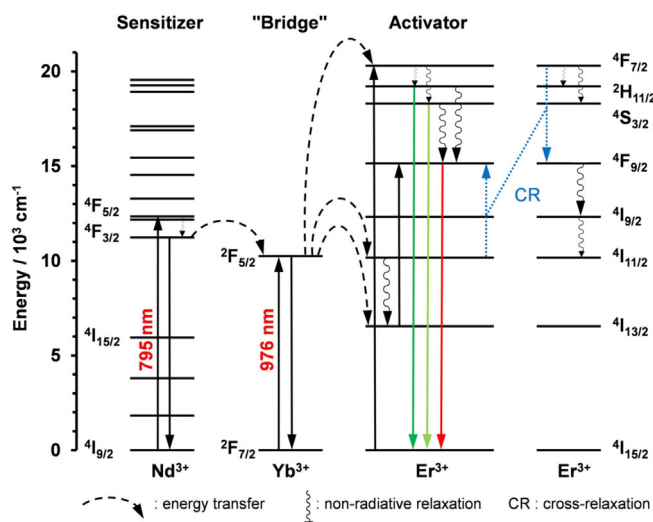 Sensitizer "Bridge" Activator
Energy / 10³ cm⁻¹
20
15
10
5
0
⁴F₅/₂
⁴F₃/₂
⁴I₁₅/₂
⁴I₉/₂
795 nm
Nd³⁺
²F₅/₂
²F₇/₂
976 nm
Yb³⁺
Er³⁺
CR
⁴F₇/₂
²H₁₁/₂
⁴S₃/₂
⁴F₉/₂
⁴I₉/₂
⁴I₁₁/₂
⁴I₁₃/₂
⁴I₁₅/₂
Er³⁺
: energy transfer : non-radiative relaxation CR : cross-relaxation